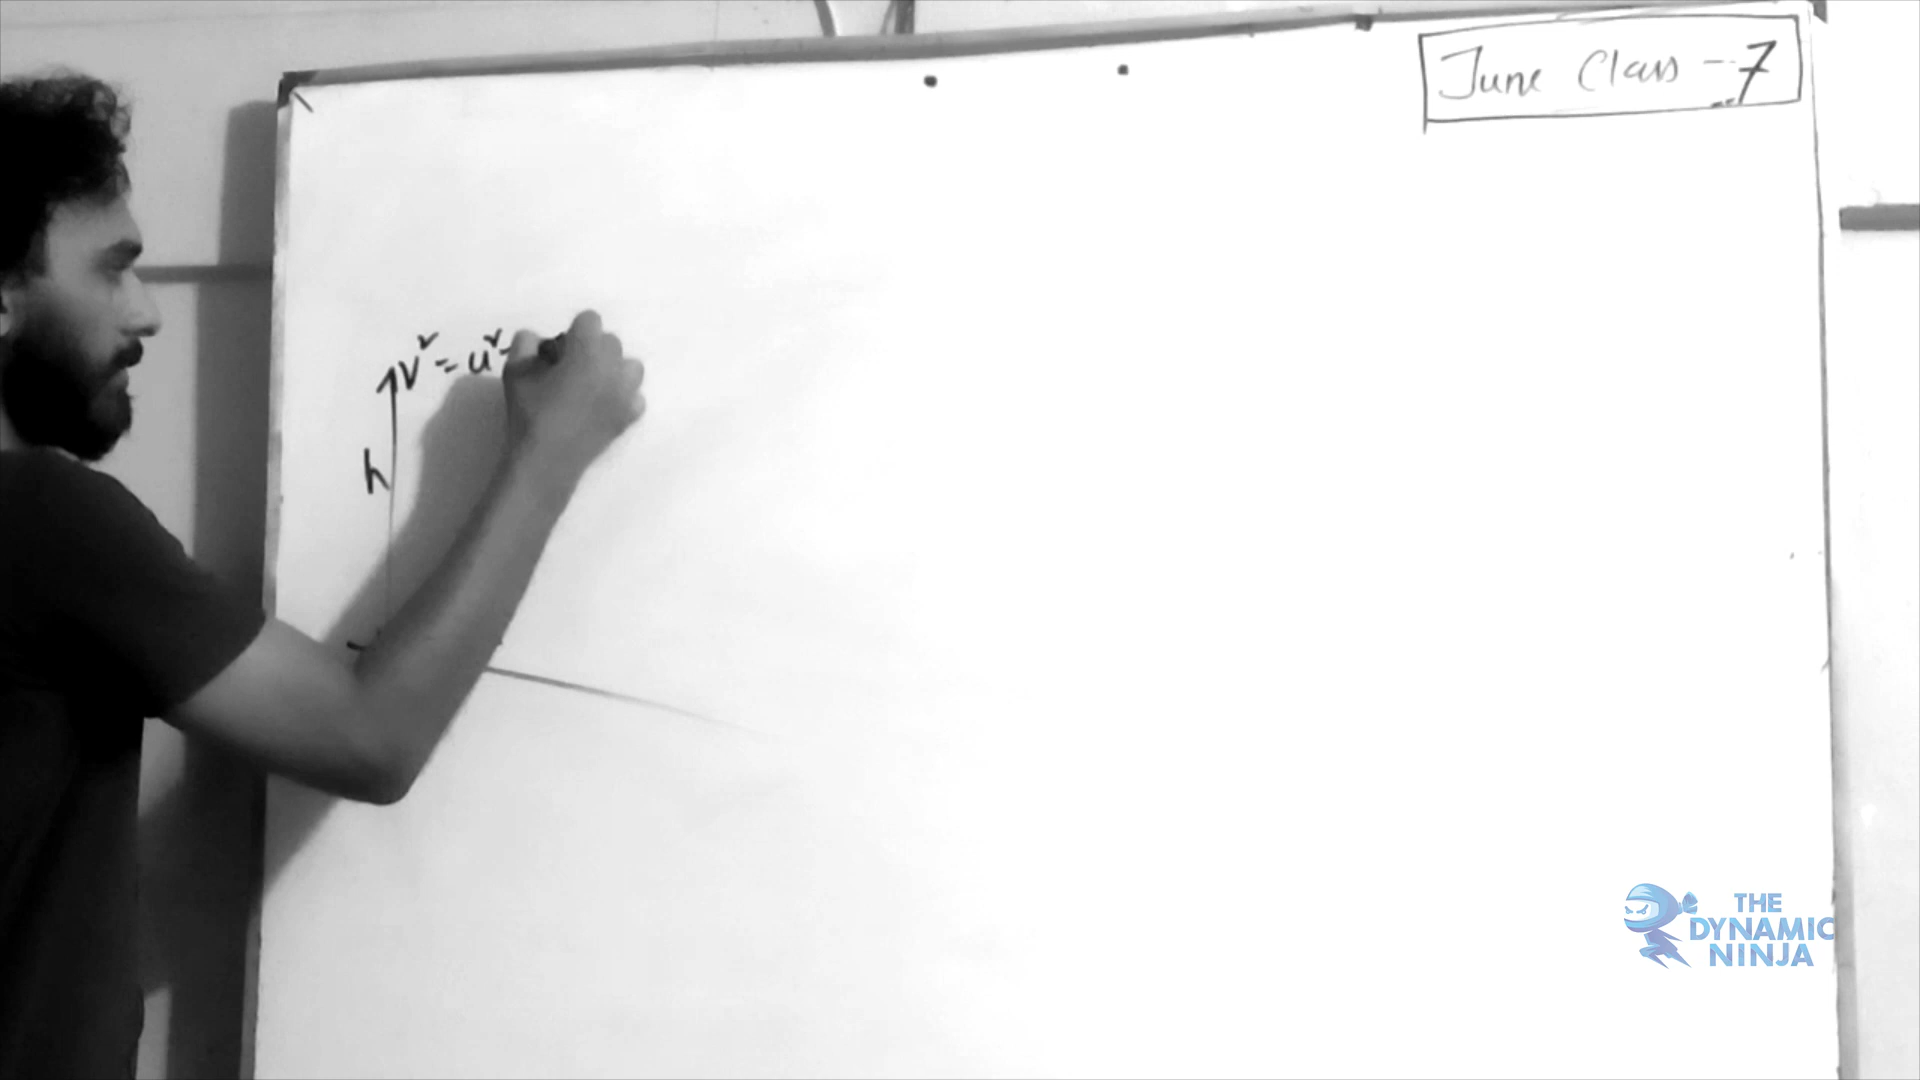 June Class - 7
v² = u² -
h
THE
DYNAMIC
NINJA